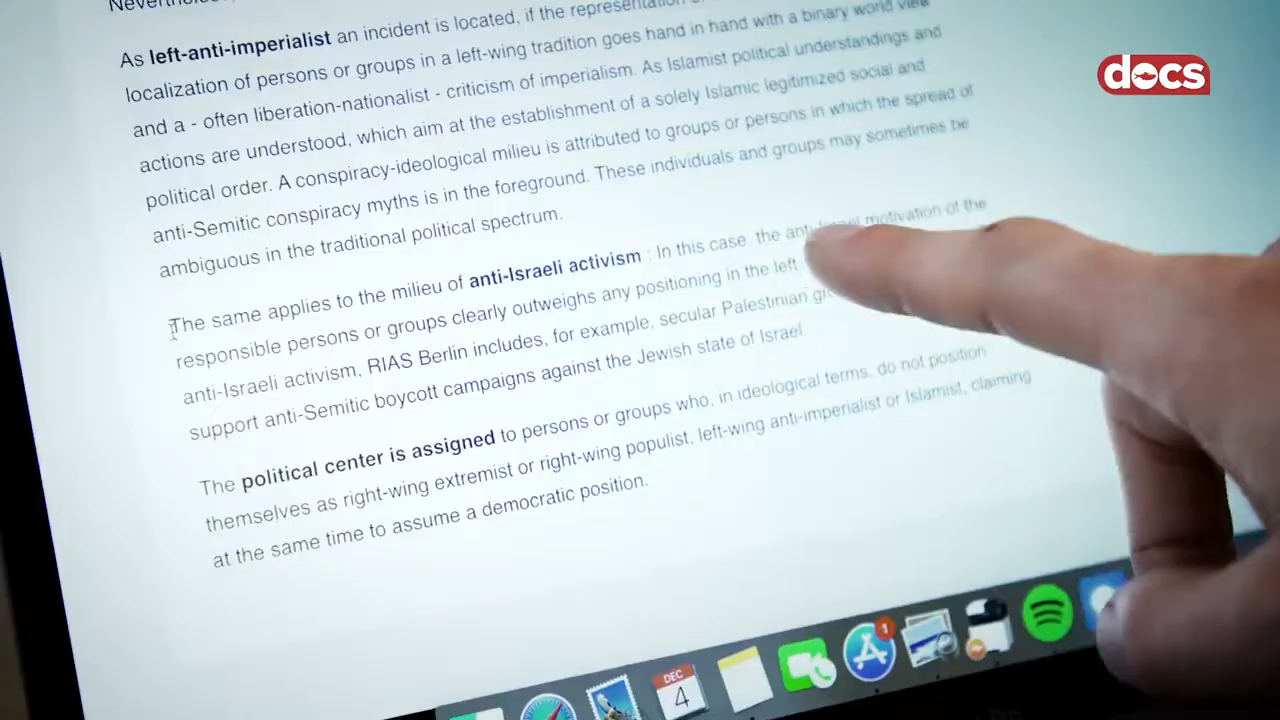 As left-anti-imperialist an incident is located, if the representation
localization of persons or groups in a left-wing tradition goes hand in hand with a binary world view
and a - often liberation-nationalist - criticism of imperialism. As Islamist political understandings and
actions are understood, which aim at the establishment of a solely Islamic legitimized social and
political order. A conspiracy-ideological milieu is attributed to groups or persons in which the spread of
anti-Semitic conspiracy myths is in the foreground. These individuals and groups may sometimes be
ambiguous in the traditional political spectrum.
The same applies to the milieu of anti-Israeli activism : In this case, the anti-Israel motivation of the
responsible persons or groups clearly outweighs any positioning in the left
anti-Israeli activism, RIAS Berlin includes, for example, secular Palestinian
support anti-Semitic boycott campaigns against the Jewish state of Israel.
The political center is assigned to persons or groups who, in ideological terms, do not position
themselves as right-wing extremist or right-wing populist, left-wing anti-imperialist or Islamist, claiming
at the same time to assume a democratic position.
docs
DEC
4
1